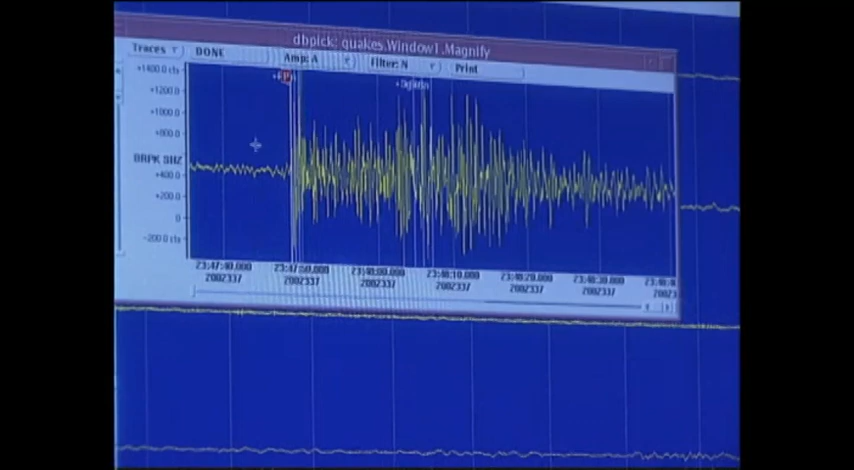 dbpick: quakes.Window1.Magnify
Traces DONE Amp: A Filter: N Print
+1400.0 cts
+1200.0
+1000.0
+800.0
BRPK SHZ
+400.0
+200.0
0
-200.0 cts
P
23:47:40.000 23:47:50.000 23:48:00.000 23:48:10.000 23:48:20.000 23:48:30.000
2002337 2002337 2002337 2002337 2002337